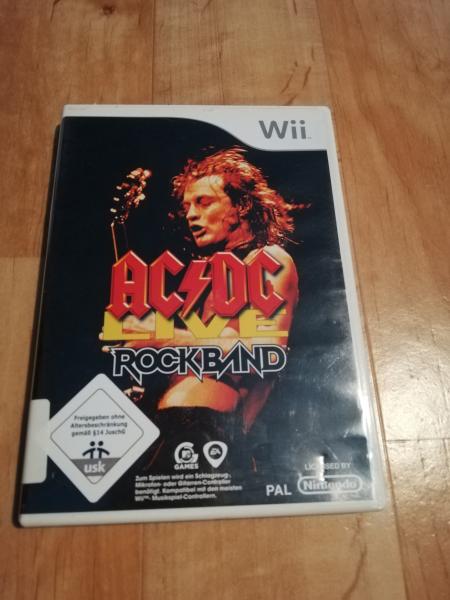 Wii
AC⚡DC
LIVE
ROCKBAND
Freigegeben ohne
Altersbeschränkung
gemäß §14 JuschG
usk
GAMES
EA
Zum Spielen wird ein Schlagzeug-,
Mikrofon- oder Gitarren-Controller
benötigt. Kompatibel mit den meisten
Wii™- Musikspiel-Controllern.
PAL
LICENSED BY
Nintendo